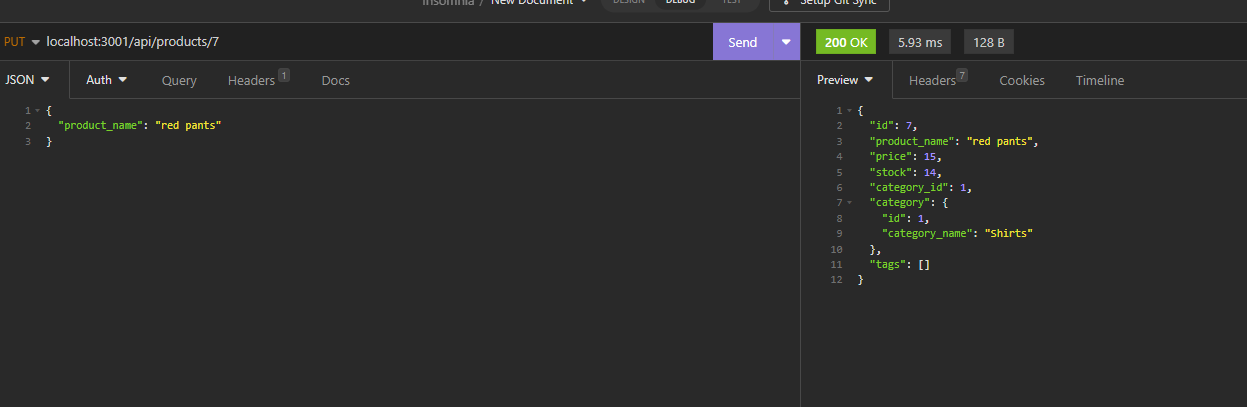 Insomnia / New Document DESIGN DEBUG TEST Setup Git Sync
PUT localhost:3001/api/products/7 Send 200 OK 5.93 ms 128 B
JSON Auth Query Headers 1 Docs Preview Headers 7 Cookies Timeline
1 {
2 "product_name": "red pants"
3 }
1 {
2 "id": 7,
3 "product_name": "red pants",
4 "price": 15,
5 "stock": 14,
6 "category_id": 1,
7 "category": {
8 "id": 1,
9 "category_name": "Shirts"
10 },
11 "tags": []
12 }